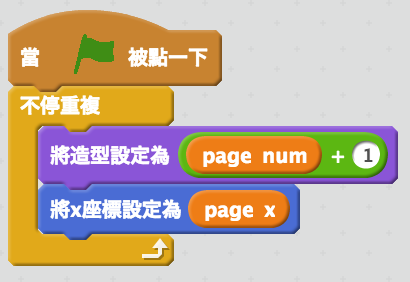 當 被點一下
不停重複
將造型設定為 page num + 1
將x座標設定為 page x